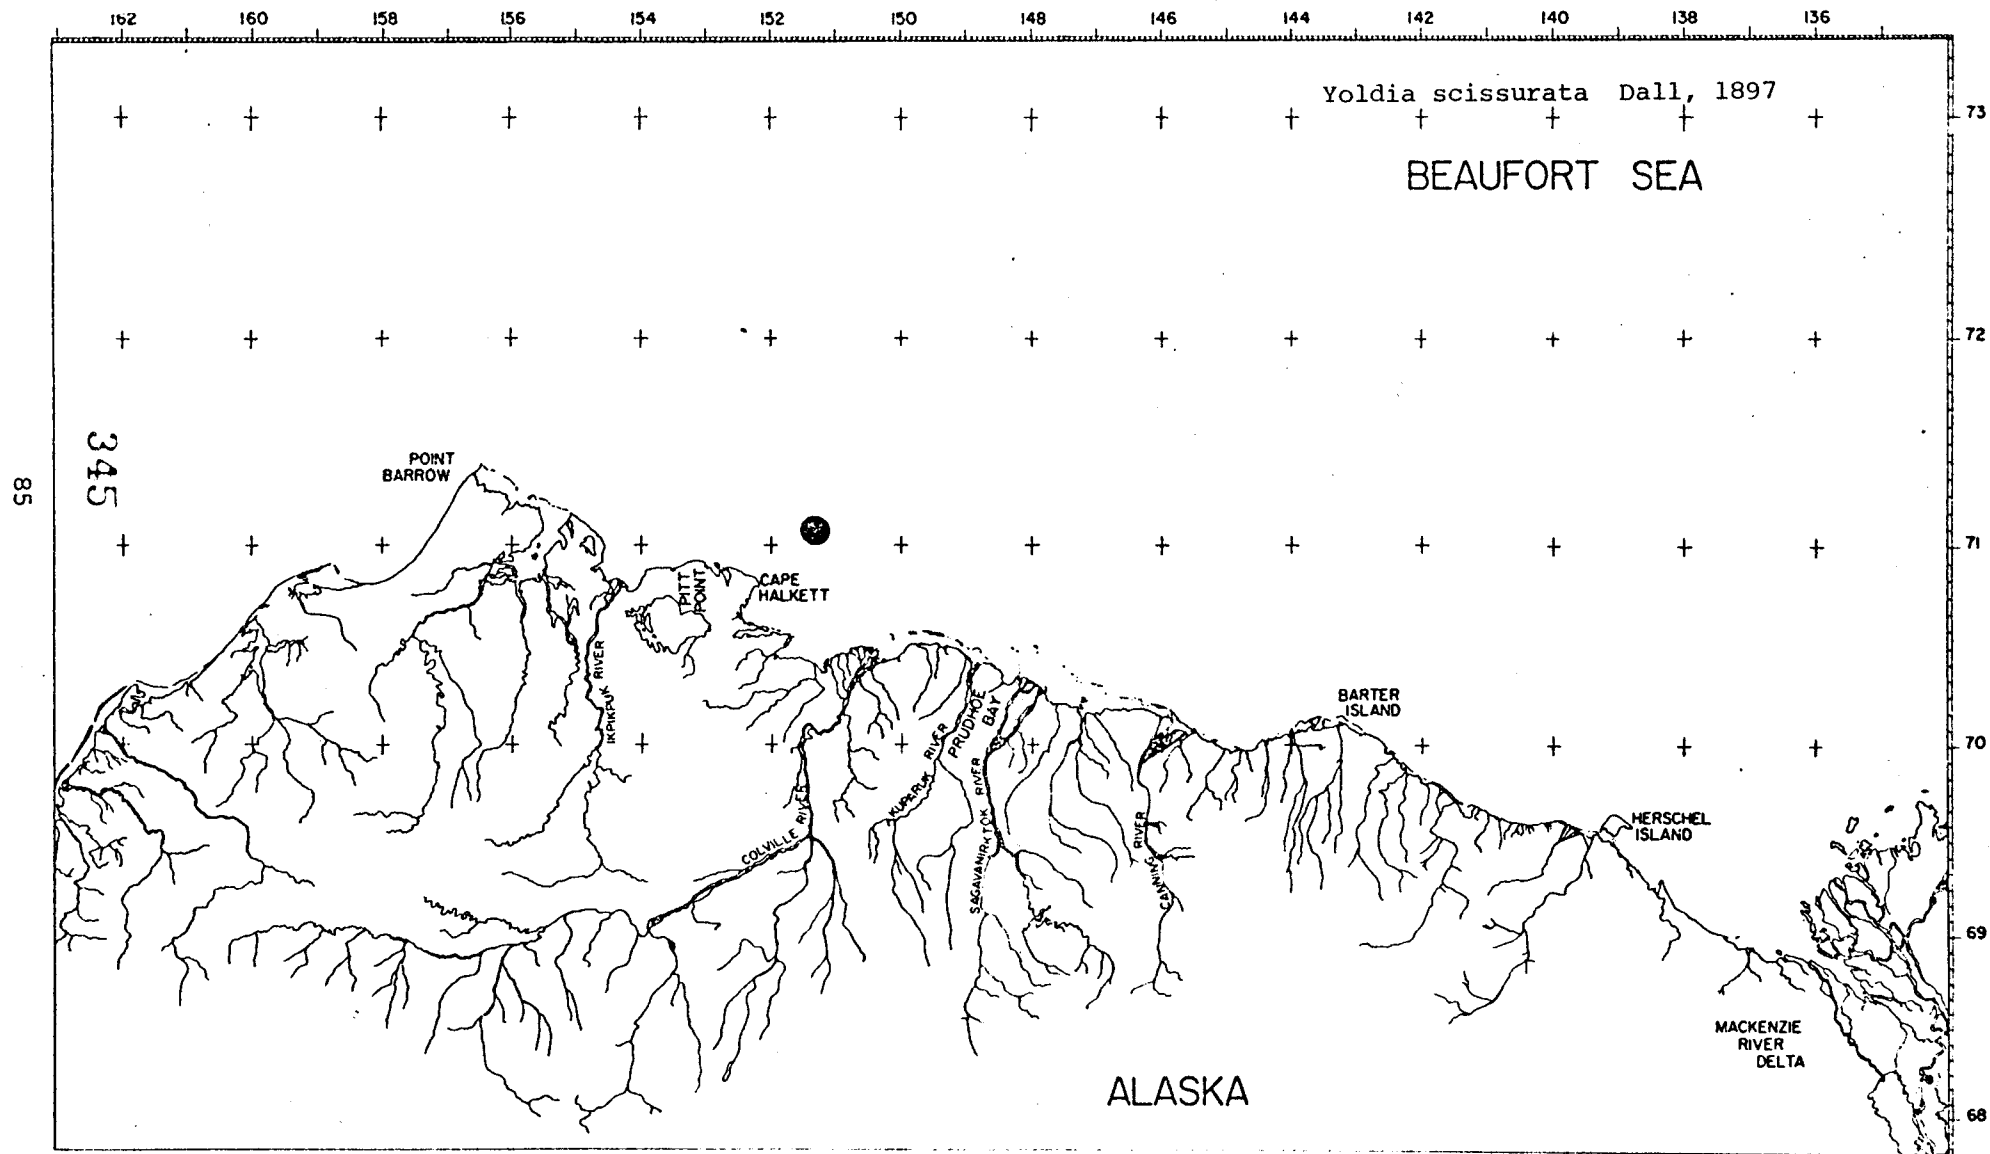 162 160 158 156 154 152 150 148 146 144 142 140 138 136
Yoldia scissurata Dall, 1897
73
BEAUFORT SEA
72
345
85
POINT
BARROW
71
PITT
POINT
CAPE
HALKETT
IKPIKPUK RIVER
BARTER
ISLAND
PRUDHOE
BAY
70
KUPARUK RIVER
SAGAVANIRKTOK RIVER
COLVILLE RIVER
CANNING RIVER
HERSCHEL
ISLAND
69
MACKENZIE
RIVER
DELTA
ALASKA
68